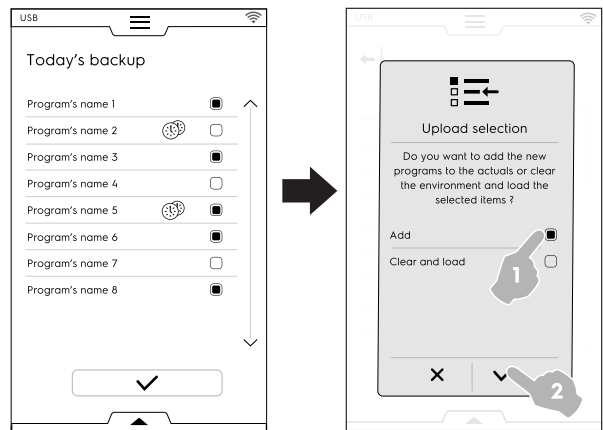 USB
Today's backup
Program's name 1
Program's name 2
Program's name 3
Program's name 4
Program's name 5
Program's name 6
Program's name 7
Program's name 8
USB
Upload selection
Do you want to add the new
programs to the actuals or clear
the environment and load the
selected items ?
Add
1
Clear and load
2